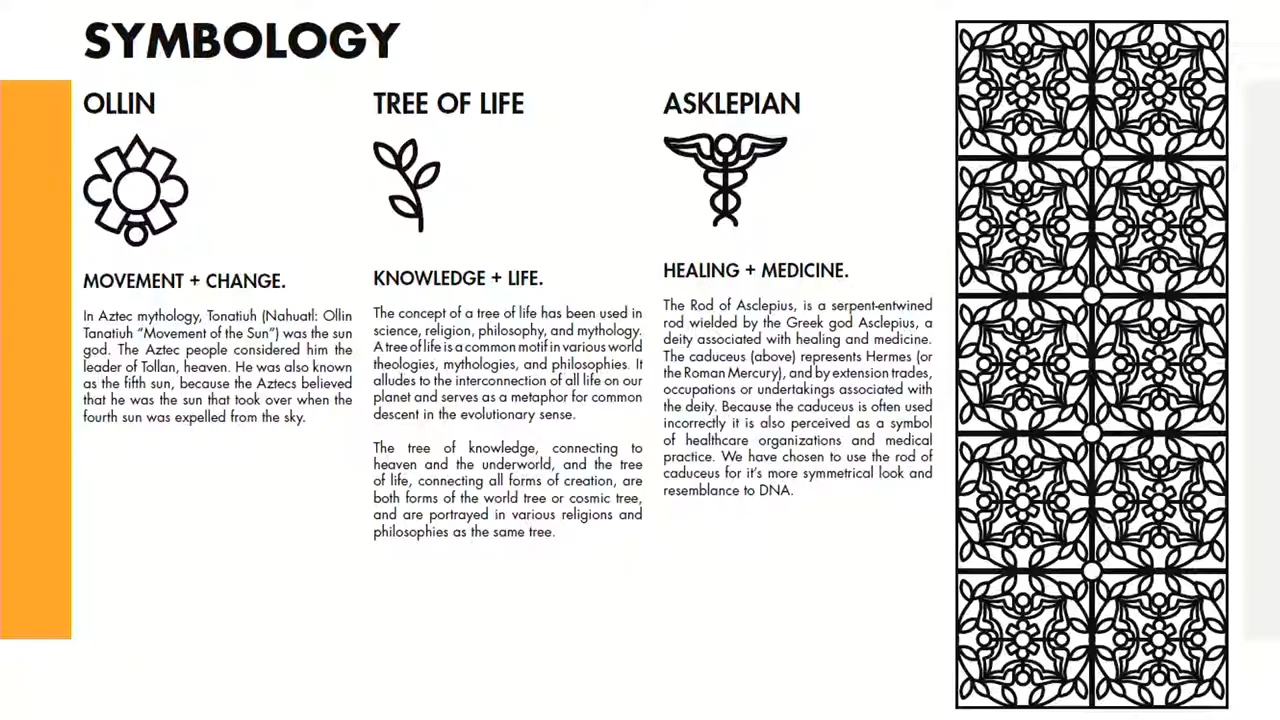 SYMBOLOGY
OLLIN
MOVEMENT + CHANGE.
In Aztec mythology, Tonatiuh (Nahuatl: Ollin
Tanatiuh “Movement of the Sun”) was the sun
god. The Aztec people considered him the
leader of Tollan, heaven. He was also known
as the fifth sun, because the Aztecs believed
that he was the sun that took over when the
fourth sun was expelled from the sky.
TREE OF LIFE
KNOWLEDGE + LIFE.
The concept of a tree of life has been used in
science, religion, philosophy, and mythology.
A tree of life is a common motif in various world
theologies, mythologies, and philosophies. It
alludes to the interconnection of all life on our
planet and serves as a metaphor for common
descent in the evolutionary sense.
The tree of knowledge, connecting to
heaven and the underworld, and the tree
of life, connecting all forms of creation, are
both forms of the world tree or cosmic tree,
and are portrayed in various religions and
philosophies as the same tree.
ASKLEPIAN
HEALING + MEDICINE.
The Rod of Asclepius, is a serpent-entwined
rod wielded by the Greek god Asclepius, a
deity associated with healing and medicine.
The caduceus (above) represents Hermes (or
the Roman Mercury), and by extension trades,
occupations or undertakings associated with
the deity. Because the caduceus is often used
incorrectly it is also perceived as a symbol
of healthcare organizations and medical
practice. We have chosen to use the rod of
caduceus for it’s more symmetrical look and
resemblance to DNA.